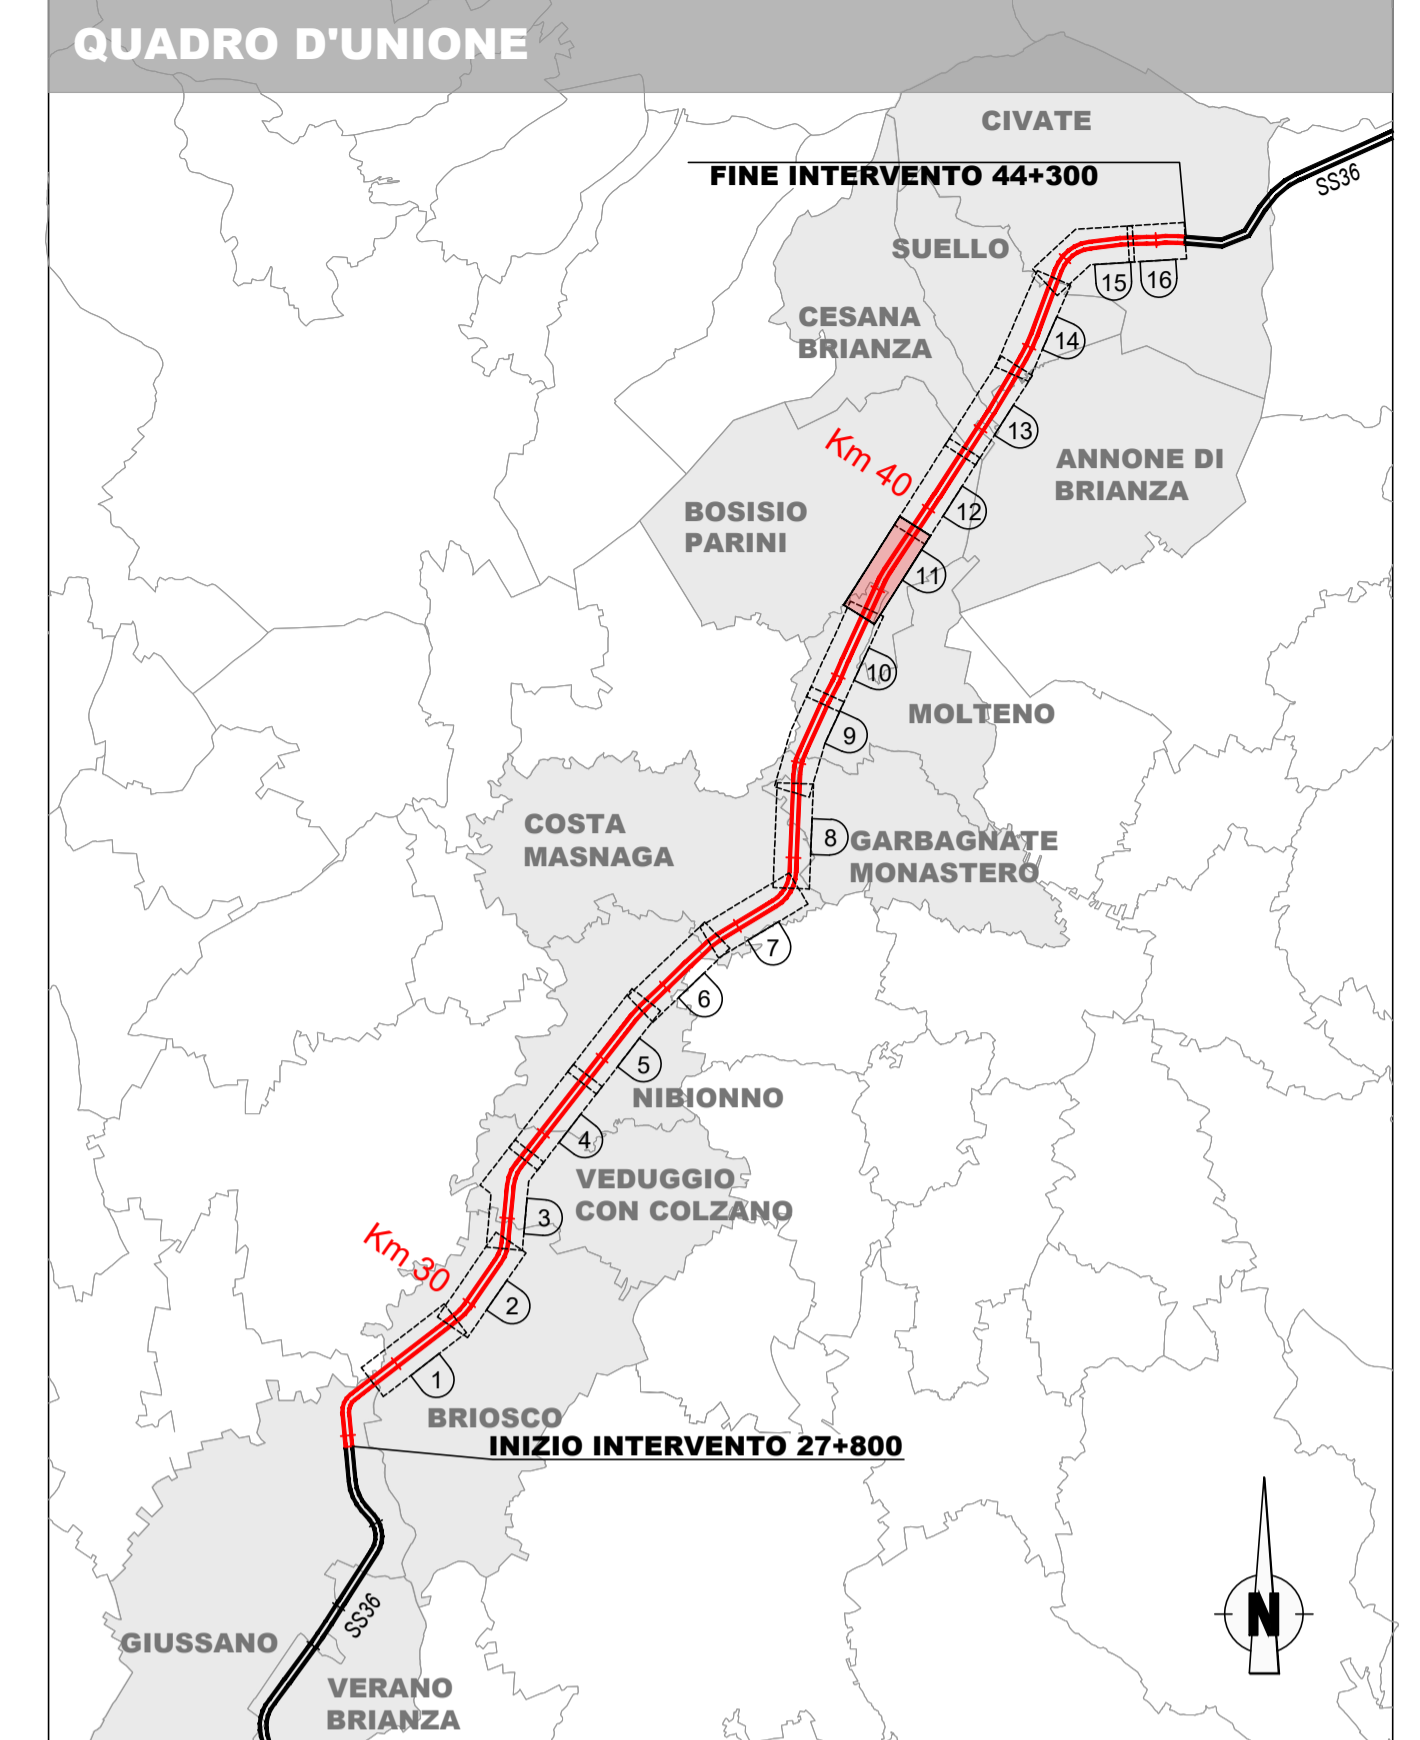 QUADRO D'UNIONE
CIVATE
FINE INTERVENTO 44+300
SS36
SUELLO
15
16
CESANA
BRIANZA
14
13
Km 40
ANNONE DI
BRIANZA
12
BOSISIO
PARINI
11
10
MOLTENO
9
COSTA
MASNAGA
8
GARBAGNATE
MONASTERO
7
6
5
NIBIONNO
4
VEDUGGIO
CON COLZANO
3
Km 30
2
1
BRIOSCO
INIZIO INTERVENTO 27+800
SS36
N
GIUSSANO
VERANO
BRIANZA